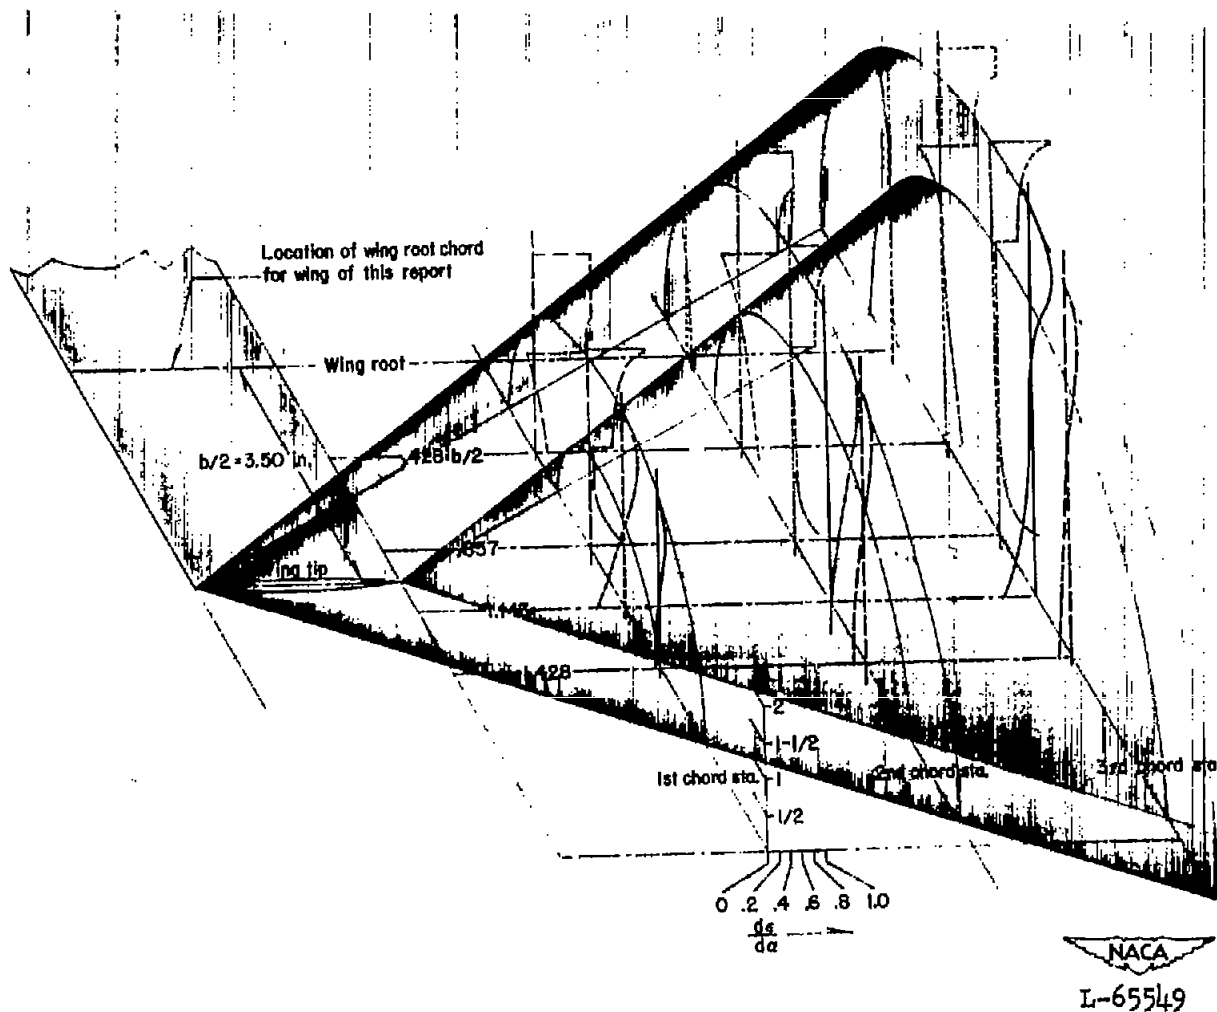 Location of wing root chord
for wing of this report
Wing root
b/2 = 3.50 in.
.428 b/2
.857
tip
1.428
2
1-1/2
1st chord sta.
1
2nd chord sta.
3rd chord sta
1/2
0 .2 .4 .6 .8 1.0
dε
dα
NACA
L-65549